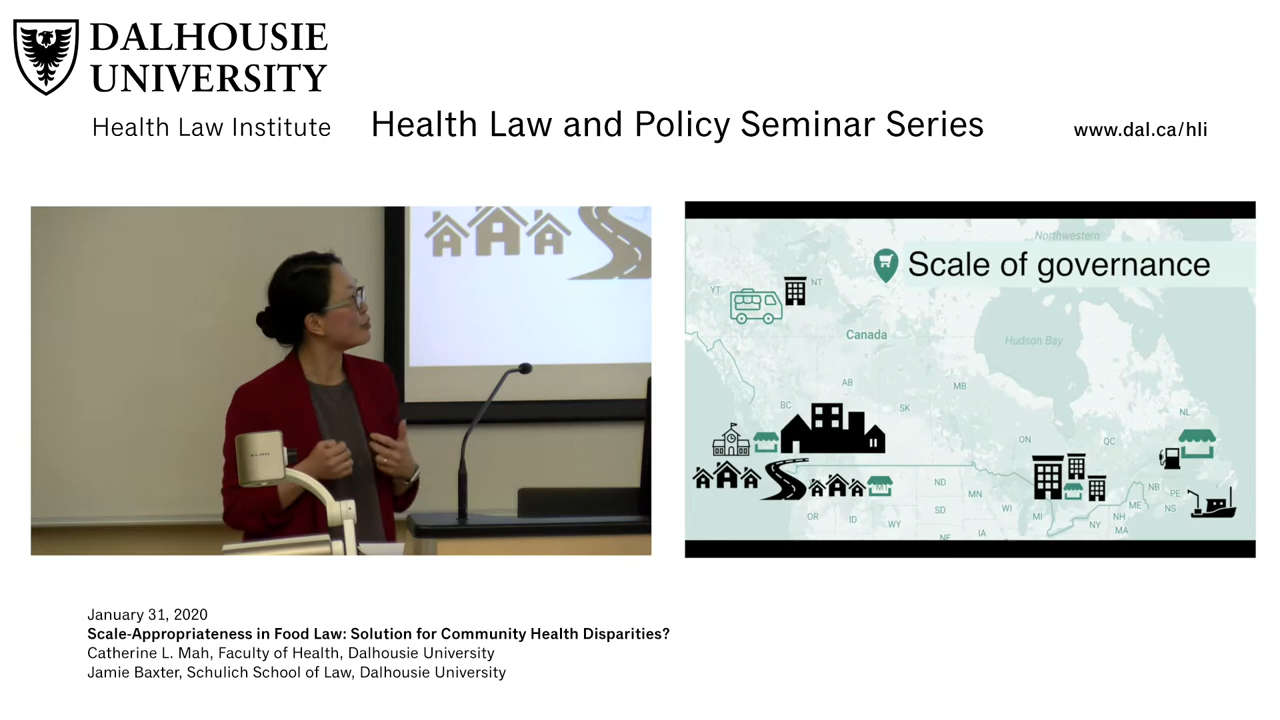 DALHOUSIE
UNIVERSITY
Health Law Institute
Health Law and Policy Seminar Series
www.dal.ca/hli
Northwestern
Scale of governance
YT
NT
Canada
Hudson Bay
AB
MB
BC
SK
NL
ON
QC
ND
MN
NB
PE
NS
OR
ID
WY
SD
WI
MI
ME
NH
NY
MA
NE
IA
January 31, 2020
Scale-Appropriateness in Food Law: Solution for Community Health Disparities?
Catherine L. Mah, Faculty of Health, Dalhousie University
Jamie Baxter, Schulich School of Law, Dalhousie University